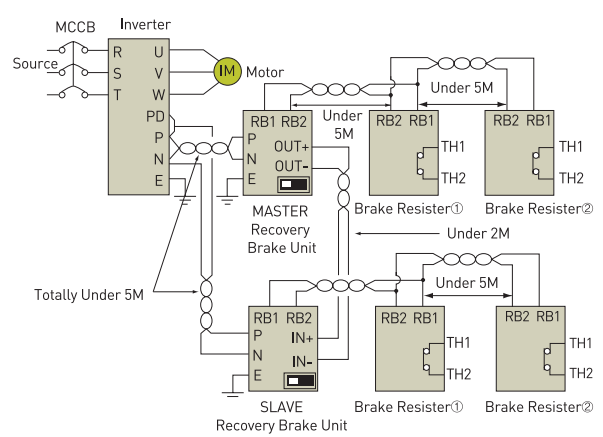 MCCB
Inverter
Source
R
S
T
U
V
W
IM
Motor
PD
P
N
E
RB1 RB2
P
N
E
OUT+
OUT-
MASTER
Recovery
Brake Unit
Under
5M
Under 5M
RB2 RB1
TH1
TH2
Brake Resister①
RB2 RB1
TH1
TH2
Brake Resister②
Under 2M
Totally Under 5M
RB1 RB2
P
N
E
IN+
IN-
SLAVE
Recovery Brake Unit
Under 5M
RB2 RB1
TH1
TH2
Brake Resister①
RB2 RB1
TH1
TH2
Brake Resister②